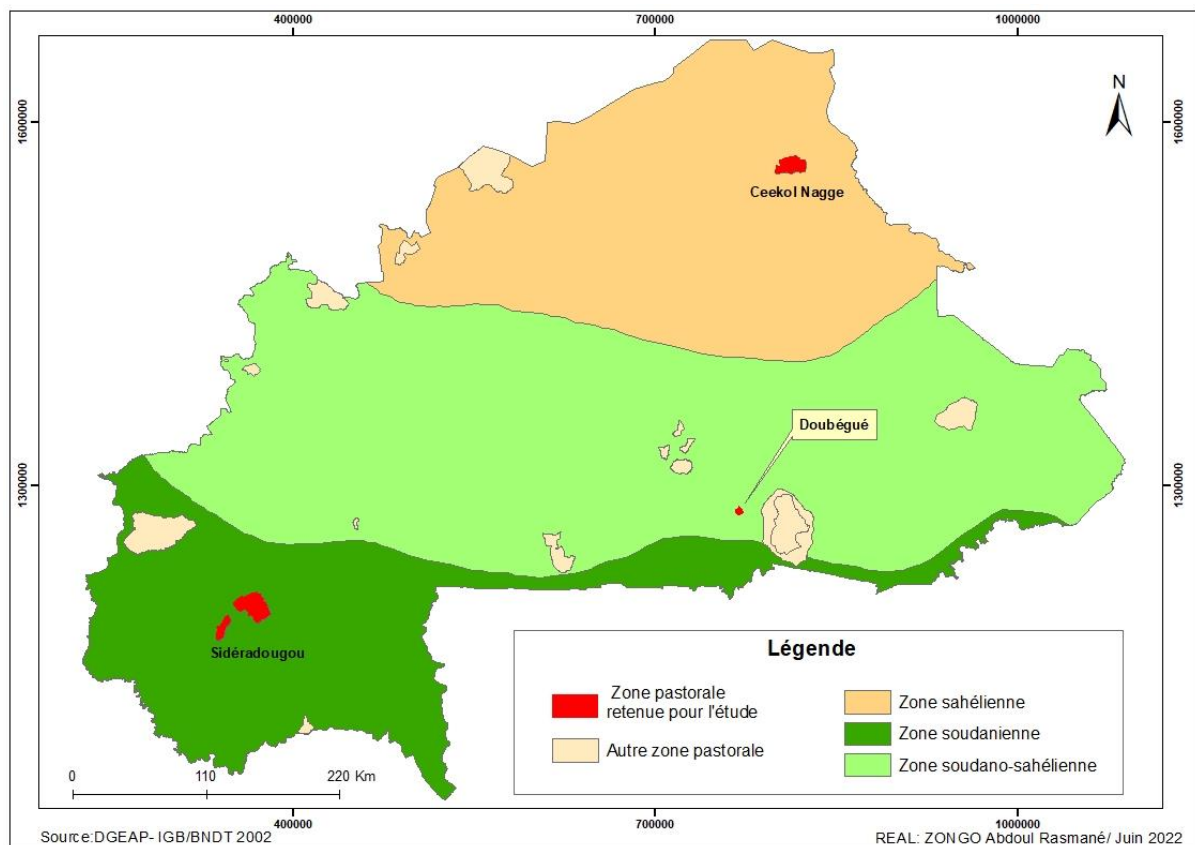 400000
700000
1000000
1600000
N
1600000
Ceekol Nagge
Doubégué
1300000
1300000
Sidéradougou
Légende
Zone pastorale
retenue pour l'étude
Autre zone pastorale
Zone sahélienne
Zone soudanienne
Zone soudano-sahélienne
0
110
220 Km
400000
700000
1000000
Source:DGEAP- IGB/BNDT 2002
REAL: ZONGO Abdoul Rasmané/ Juin 2022